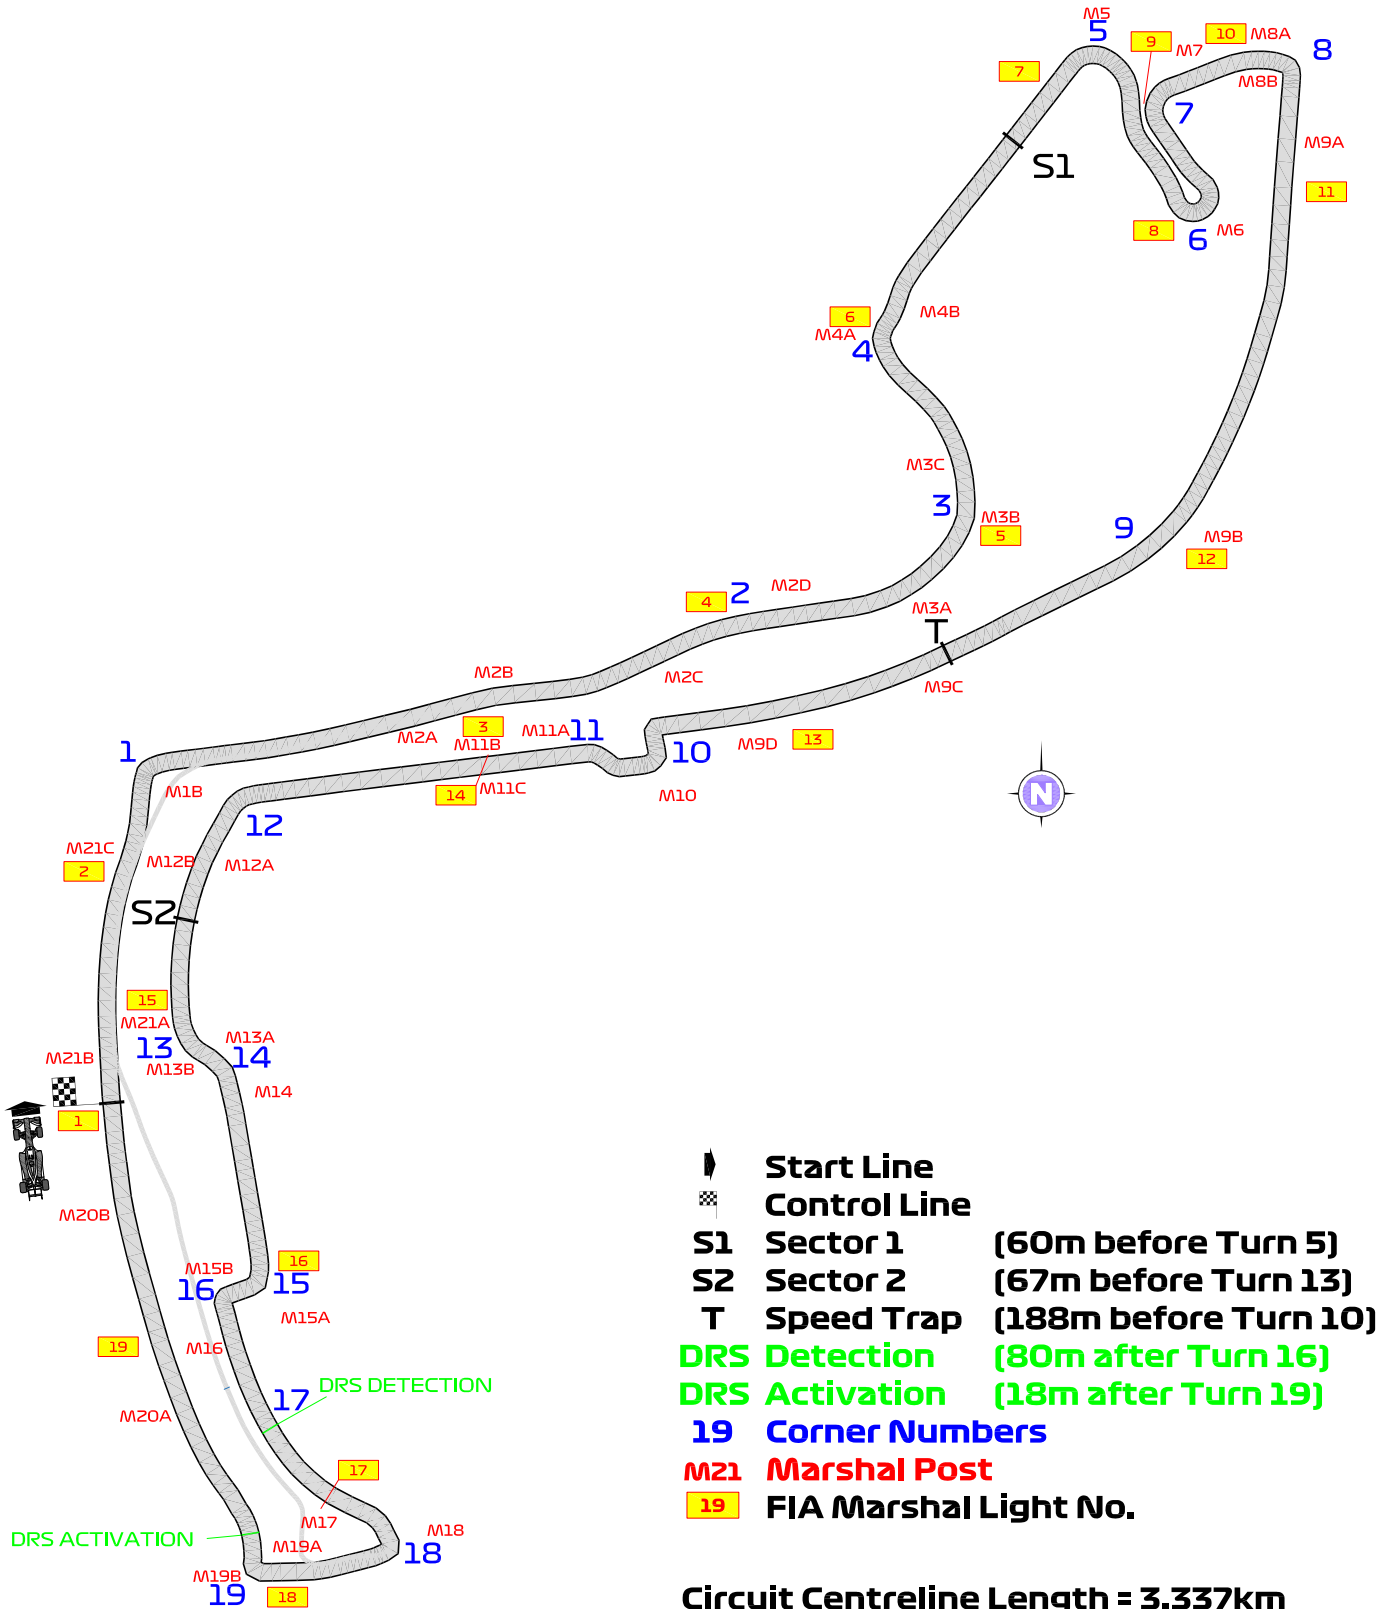 M5
5
9
10
M8A
8
M7
7
M8B
7
M9A
S1
11
8
M6
6
M4B
6
M4A
4
M3C
3
M3B
5
9
M9B
12
M2D
2
4
M3A
T
M2B
M2C
M9C
3
M11A
11
M2A
M11B
10
M9D
13
1
M1B
14
M11C
M10
N
12
M21C
2
M12B
M12A
S2
15
M21A
M13A
M21B
13
14
M13B
M14
1
M20B
M15B
16
16
15
M15A
19
M16
DRS DETECTION
17
M20A
17
M17
M18
DRS ACTIVATION
M19A
18
M19B
19
18
Start Line
Control Line
S1 Sector 1 (60m before Turn 5)
S2 Sector 2 (67m before Turn 13)
T Speed Trap (188m before Turn 10)
DRS Detection (80m after Turn 16)
DRS Activation (18m after Turn 19)
19 Corner Numbers
M21 Marshal Post
19 FIA Marshal Light No.
Circuit Centreline Length = 3.337km